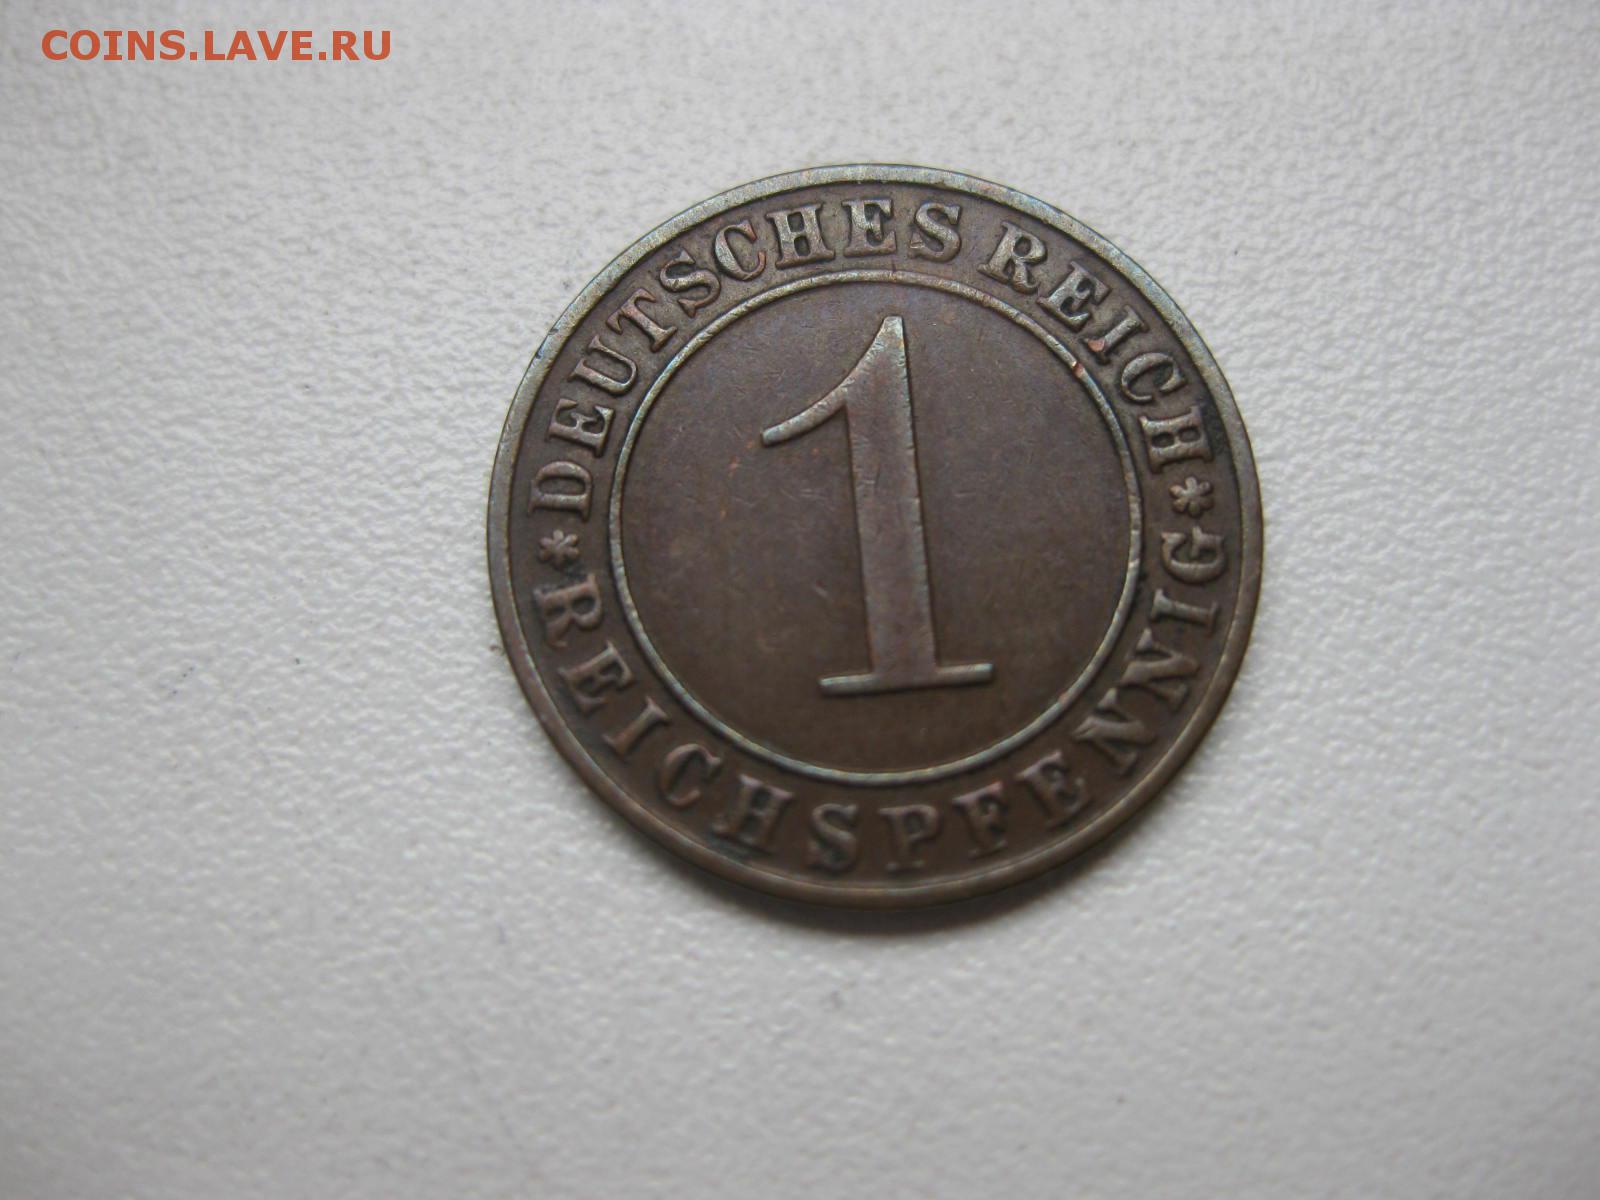 COINS.LAVE.RU
* DEUTSCHES REICH *
1
REICHSPFENNIG